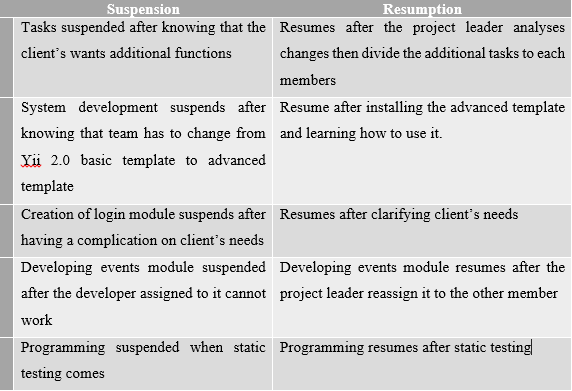 Suspension
Resumption
Tasks suspended after knowing that the
client's wants additional functions
Resumes after the project leader analyses
changes then divide the additional tasks to each
members
System development suspends after
knowing that team has to change from
Yii 2.0 basic template to advanced
template
Resume after installing the advanced template
and learning how to use it.
Creation of login module suspends after
having a complication on client's needs
Resumes after clarifying client's needs
Developing events module suspended
after the developer assigned to it cannot
work
Developing events module resumes after the
project leader reassign it to the other member
Programming suspended when static
testing comes
Programming resumes after static testing